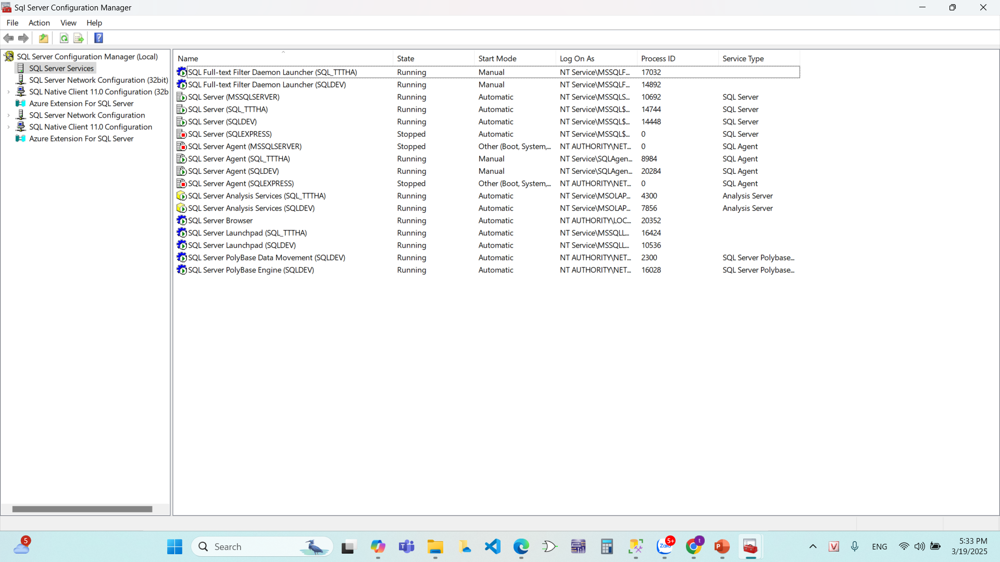 Sql Server Configuration Manager
File Action View Help
SQL Server Configuration Manager (Local)
SQL Server Services
SQL Server Network Configuration (32bit)
SQL Native Client 11.0 Configuration (32b
Azure Extension For SQL Server
SQL Server Network Configuration
SQL Native Client 11.0 Configuration
Azure Extension For SQL Server
Name State Start Mode Log On As Process ID Service Type
SQL Full-text Filter Daemon Launcher (SQL_TTTHA) Running Manual NT Service\MSSQLF... 17032
SQL Full-text Filter Daemon Launcher (SQLDEV) Running Manual NT Service\MSSQLF... 14892
SQL Server (MSSQLSERVER) Running Automatic NT Service\MSSQLS... 10692 SQL Server
SQL Server (SQL_TTTHA) Running Automatic NT Service\MSSQL$... 14744 SQL Server
SQL Server (SQLDEV) Running Automatic NT Service\MSSQL$... 14448 SQL Server
SQL Server (SQLEXPRESS) Stopped Automatic NT Service\MSSQL$... 0 SQL Server
SQL Server Agent (MSSQLSERVER) Stopped Other (Boot, System,... NT AUTHORITY\NET... 0 SQL Agent
SQL Server Agent (SQL_TTTHA) Running Manual NT Service\SQLAgen... 8984 SQL Agent
SQL Server Agent (SQLDEV) Running Manual NT Service\SQLAgen... 20284 SQL Agent
SQL Server Agent (SQLEXPRESS) Stopped Other (Boot, System,... NT AUTHORITY\NET... 0 SQL Agent
SQL Server Analysis Services (SQL_TTTHA) Running Automatic NT Service\MSOLAP... 4300 Analysis Server
SQL Server Analysis Services (SQLDEV) Running Automatic NT Service\MSOLAP... 7856 Analysis Server
SQL Server Browser Running Automatic NT AUTHORITY\LOC... 20352
SQL Server Launchpad (SQL_TTTHA) Running Automatic NT Service\MSSQLL... 16424
SQL Server Launchpad (SQLDEV) Running Automatic NT Service\MSSQLL... 10536
SQL Server PolyBase Data Movement (SQLDEV) Running Automatic NT AUTHORITY\NET... 2300 SQL Server Polybase...
SQL Server PolyBase Engine (SQLDEV) Running Automatic NT AUTHORITY\NET... 16028 SQL Server Polybase...
5 Search Zalo 5+ t P V ENG 5:33 PM
3/19/2025